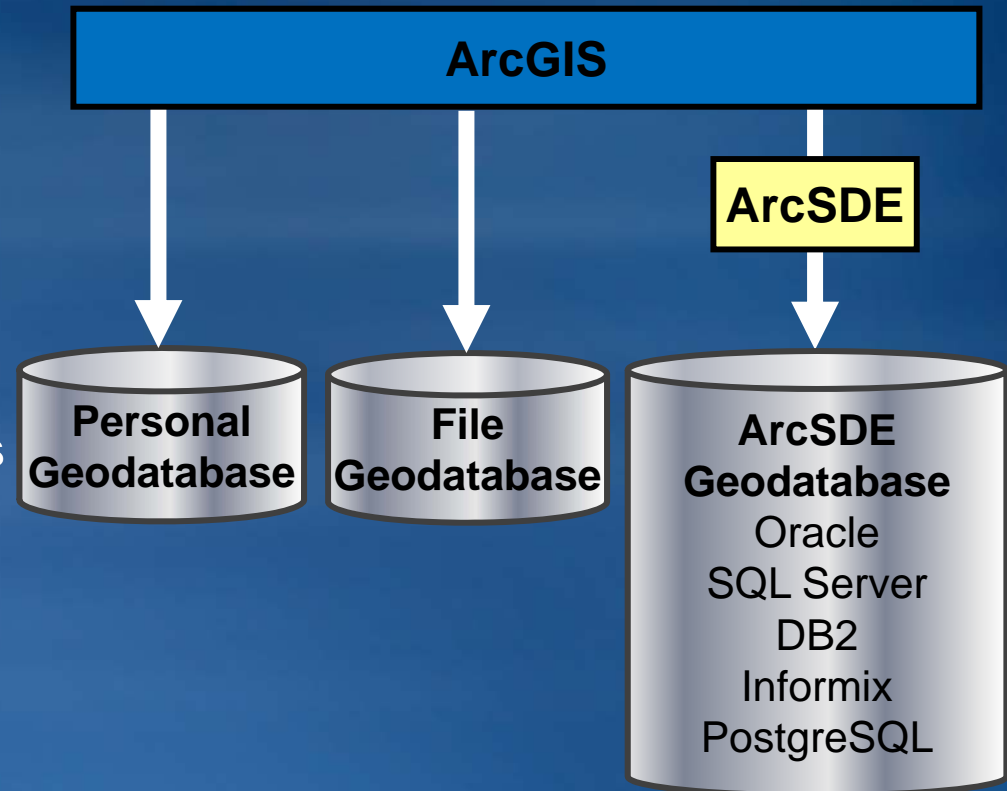 ArcGIS
ArcSDE
s
Personal
Geodatabase
File
Geodatabase
ArcSDE
Geodatabase
Oracle
SQL Server
DB2
Informix
PostgreSQL